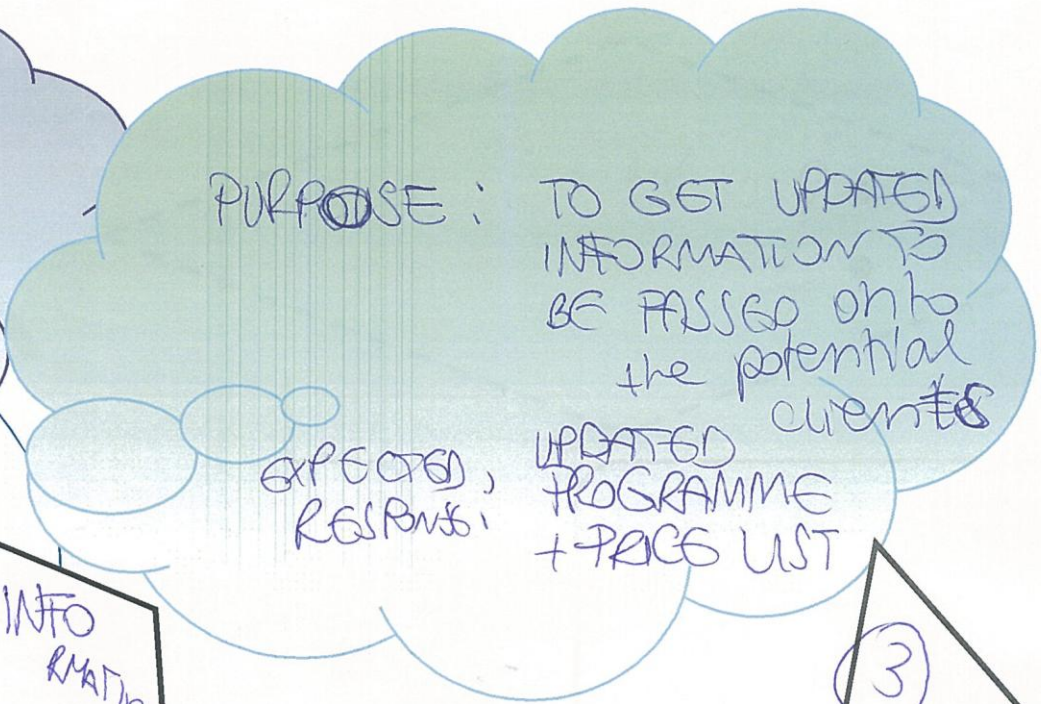 PURPOSE : TO GET UPDATED
INFORMATION TO
BE PASSED onto
the potential
clients
EXPECTED UPDATED
RESPONSE: PROGRAMME
+ PRICE LIST
INFO
RMATIO
3